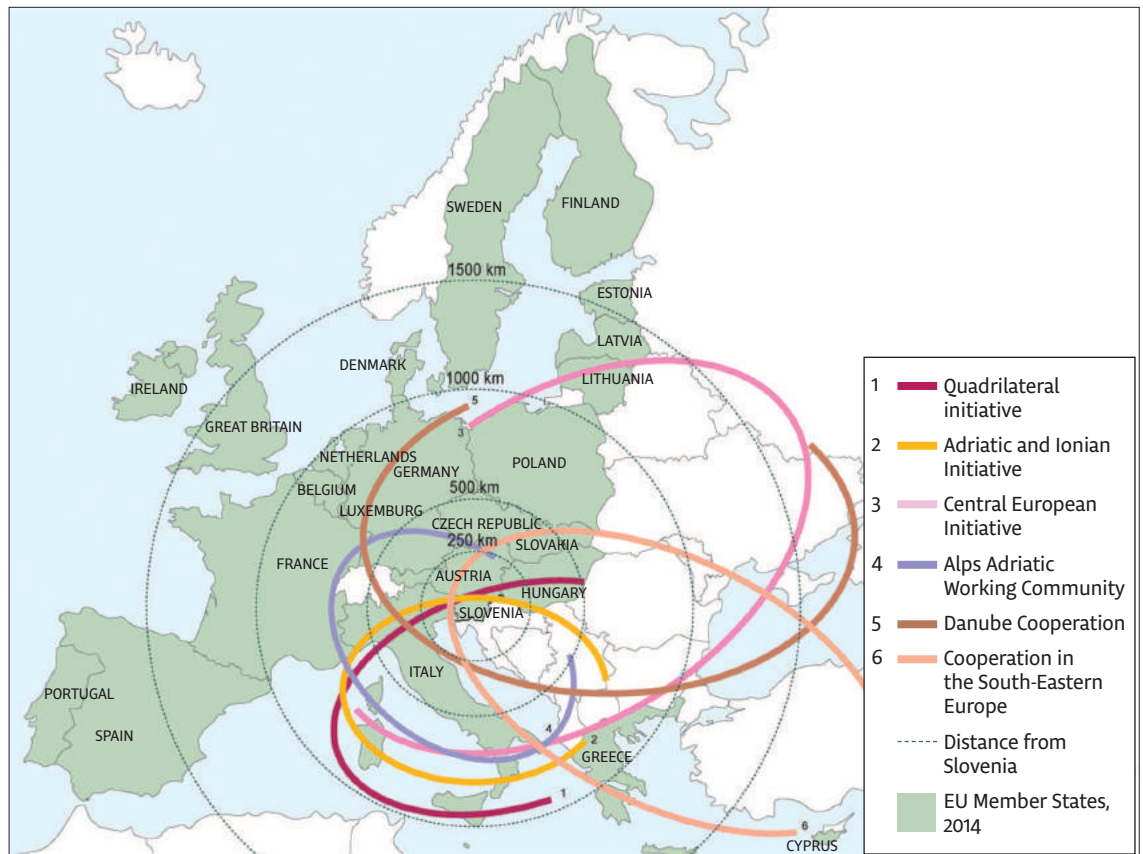 SWEDEN
FINLAND
1500 km
ESTONIA
LATVIA
DENMARK
LITHUANIA
1000 km
IRELAND
5
3
GREAT BRITAIN
NETHERLANDS
POLAND
GERMANY
BELGIUM
500 km
LUXEMBURG
CZECH REPUBLIC
250 km
SLOVAKIA
FRANCE
AUSTRIA
HUNGARY
SLOVENIA
ITALY
PORTUGAL
SPAIN
4
2
GREECE
1
6
CYPRUS
1 Quadrilateral
initiative
2 Adriatic and Ionian
Initiative
3 Central European
Initiative
4 Alps Adriatic
Working Community
5 Danube Cooperation
6 Cooperation in
the South-Eastern
Europe
Distance from
Slovenia
EU Member States,
2014